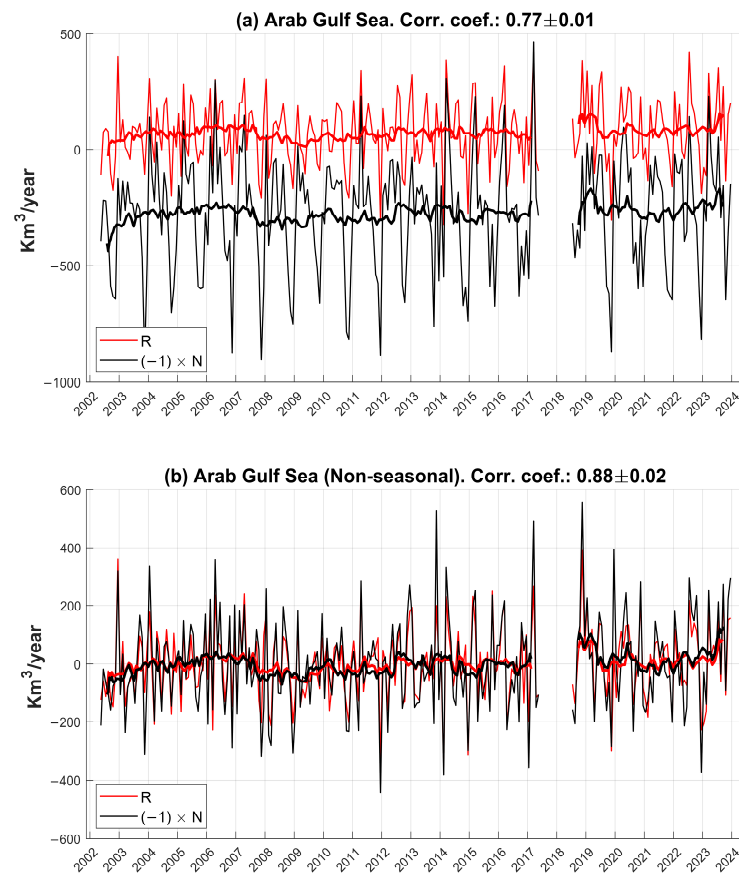 (a) Arab Gulf Sea. Corr. coef.: 0.77±0.01
500
0
−500
−1000
Km³/year
R
(−1) × N
2002 2003 2004 2005 2006 2007 2008 2009 2010 2011 2012 2013 2014 2015 2016 2017 2018 2019 2020 2021 2022 2023 2024
(b) Arab Gulf Sea (Non-seasonal). Corr. coef.: 0.88±0.02
600
400
200
0
−200
−400
−600
Km³/year
R
(−1) × N
2002 2003 2004 2005 2006 2007 2008 2009 2010 2011 2012 2013 2014 2015 2016 2017 2018 2019 2020 2021 2022 2023 2024